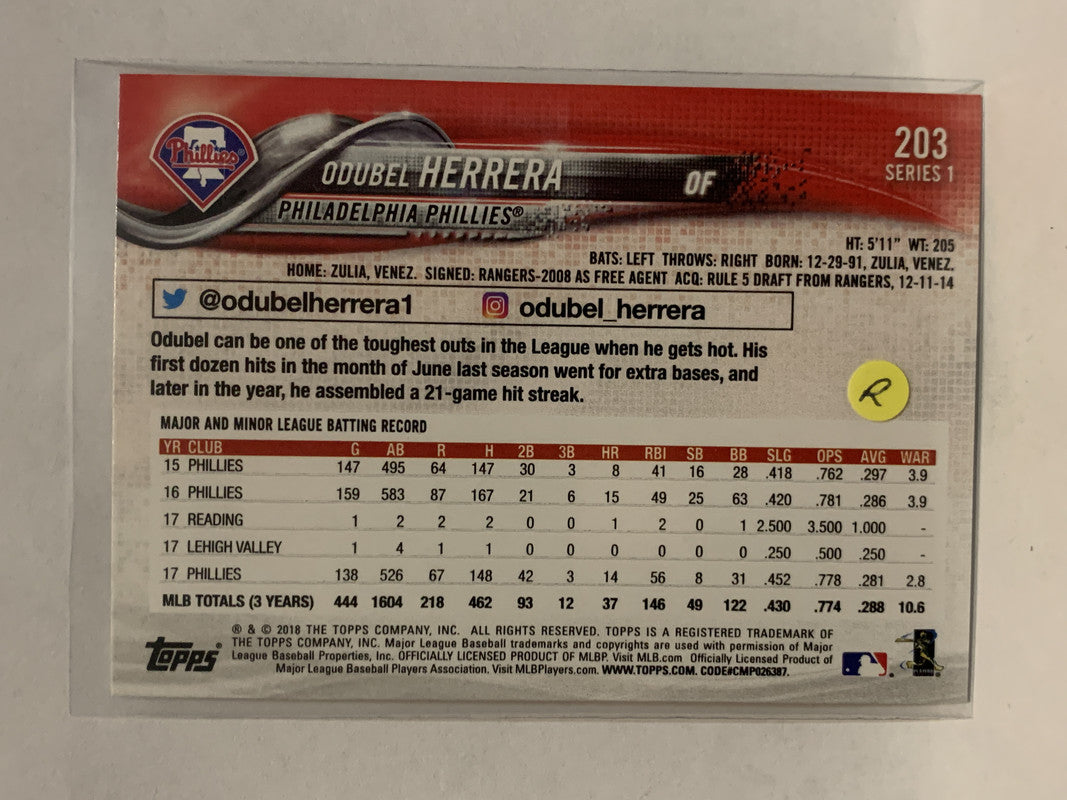 Phillies
ODUBEL HERRERA OF
PHILADELPHIA PHILLIES®
203
SERIES 1
HT: 5'11" WT: 205
BATS: LEFT THROWS: RIGHT BORN: 12-29-91, ZULIA, VENEZ.
HOME: ZULIA, VENEZ. SIGNED: RANGERS-2008 AS FREE AGENT ACQ: RULE 5 DRAFT FROM RANGERS, 12-11-14
@odubelherrera1 odubel_herrera
Odubel can be one of the toughest outs in the League when he gets hot. His
first dozen hits in the month of June last season went for extra bases, and
later in the year, he assembled a 21-game hit streak.
R
MAJOR AND MINOR LEAGUE BATTING RECORD
YR CLUB G AB R H 2B 3B HR RBI SB BB SLG OPS AVG WAR
15 PHILLIES 147 495 64 147 30 3 8 41 16 28 .418 .762 .297 3.9
16 PHILLIES 159 583 87 167 21 6 15 49 25 63 .420 .781 .286 3.9
17 READING 1 2 2 2 0 0 1 2 0 1 2.500 3.500 1.000 -
17 LEHIGH VALLEY 1 4 1 1 0 0 0 0 0 0 .250 .500 .250 -
17 PHILLIES 138 526 67 148 42 3 14 56 8 31 .452 .778 .281 2.8
MLB TOTALS (3 YEARS) 444 1604 218 462 93 12 37 146 49 122 .430 .774 .288 10.6
® & © 2018 THE TOPPS COMPANY, INC. ALL RIGHTS RESERVED. TOPPS IS A REGISTERED TRADEMARK OF
THE TOPPS COMPANY, INC. Major League Baseball trademarks and copyrights are used with permission of Major
League Baseball Properties, Inc. OFFICIALLY LICENSED PRODUCT OF MLBP. Visit MLB.com Officially Licensed Product of
Major League Baseball Players Association. Visit MLBPlayers.com. WWW.TOPPS.COM. CODE#CMP026387.
TOPPS®